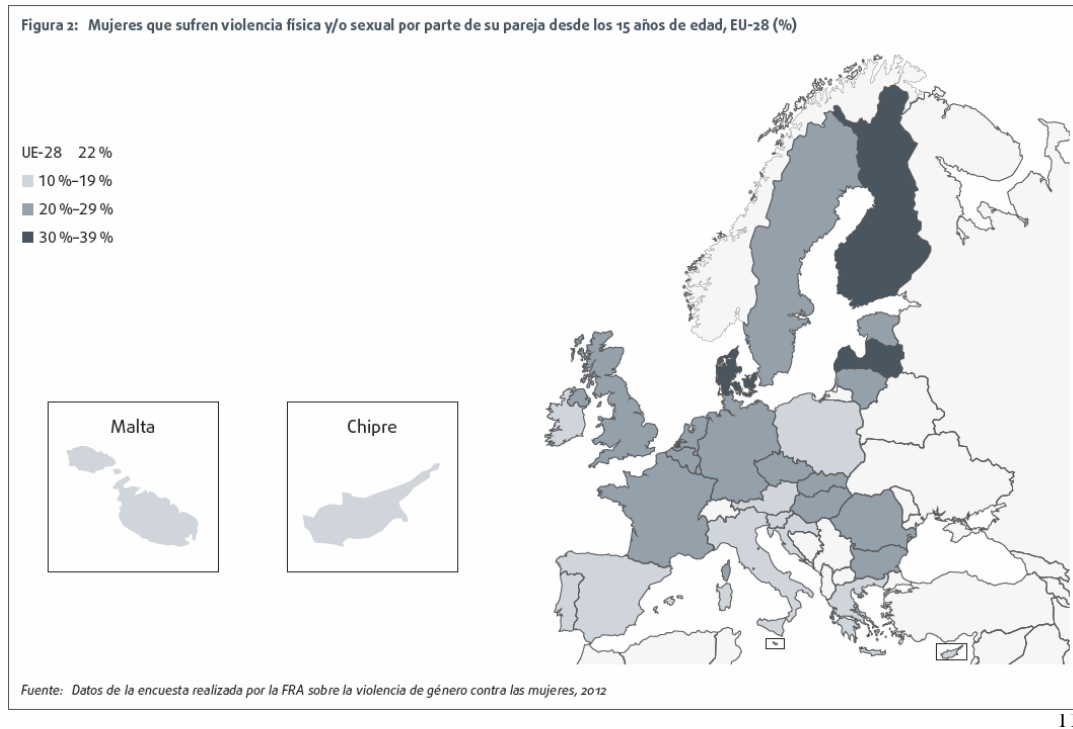 Figura 2: Mujeres que sufren violencia física y/o sexual por parte de su pareja desde los 15 años de edad, EU-28 (%)
UE-28 22 %
10 %–19 %
20 %–29 %
30 %–39 %
Malta
Chipre
Fuente: Datos de la encuesta realizada por la FRA sobre la violencia de género contra las mujeres, 2012